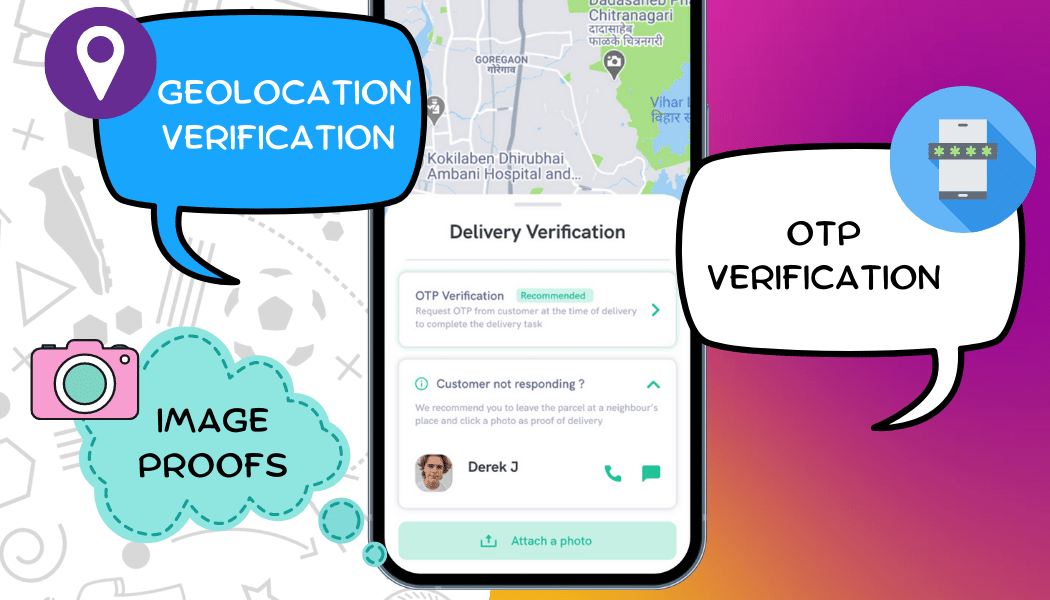 GEOLOCATION
VERIFICATION
Dadasaheb Ph
Chitranagari
दादासाहेब
फाळके चित्रनगरी
GOREGAON
गोरेगाव
Vihar L
विहार स
Kokilaben Dhirubhai
Ambani Hospital and...
OTP
VERIFICATION
Delivery Verification
OTP Verification Recommended
Request OTP from customer at the time of delivery
to complete the delivery task
Customer not responding ?
We recommend you to leave the parcel at a neighbour's
place and click a photo as proof of delivery
Derek J
Attach a photo
IMAGE
PROOFS